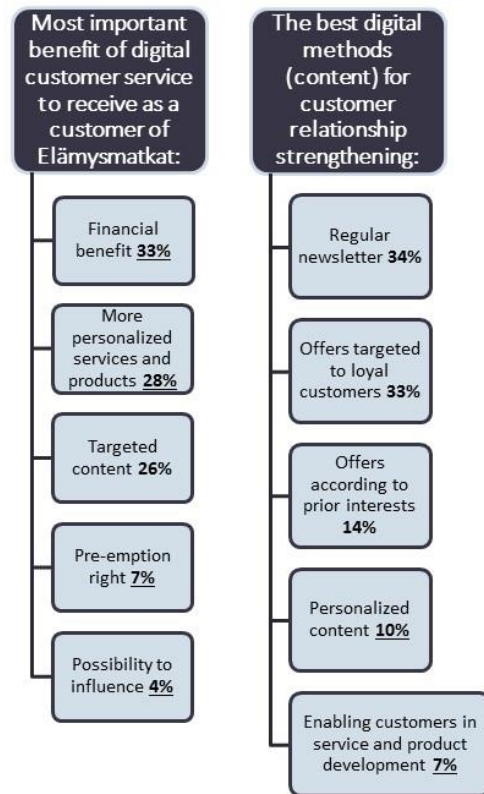 Most important
benefit of digital
customer service
to receive as a
customer of
Elämysmatkat:
Financial
benefit 33%
More
personalized
services and
products 28%
Targeted
content 26%
Pre-emption
right 7%
Possibility to
influence 4%
The best digital
methods
(content) for
customer
relationship
strengthening:
Regular
newsletter 34%
Offers targeted
to loyal
customers 33%
Offers
according to
prior interests
14%
Personalized
content 10%
Enabling customers in
service and product
development 7%